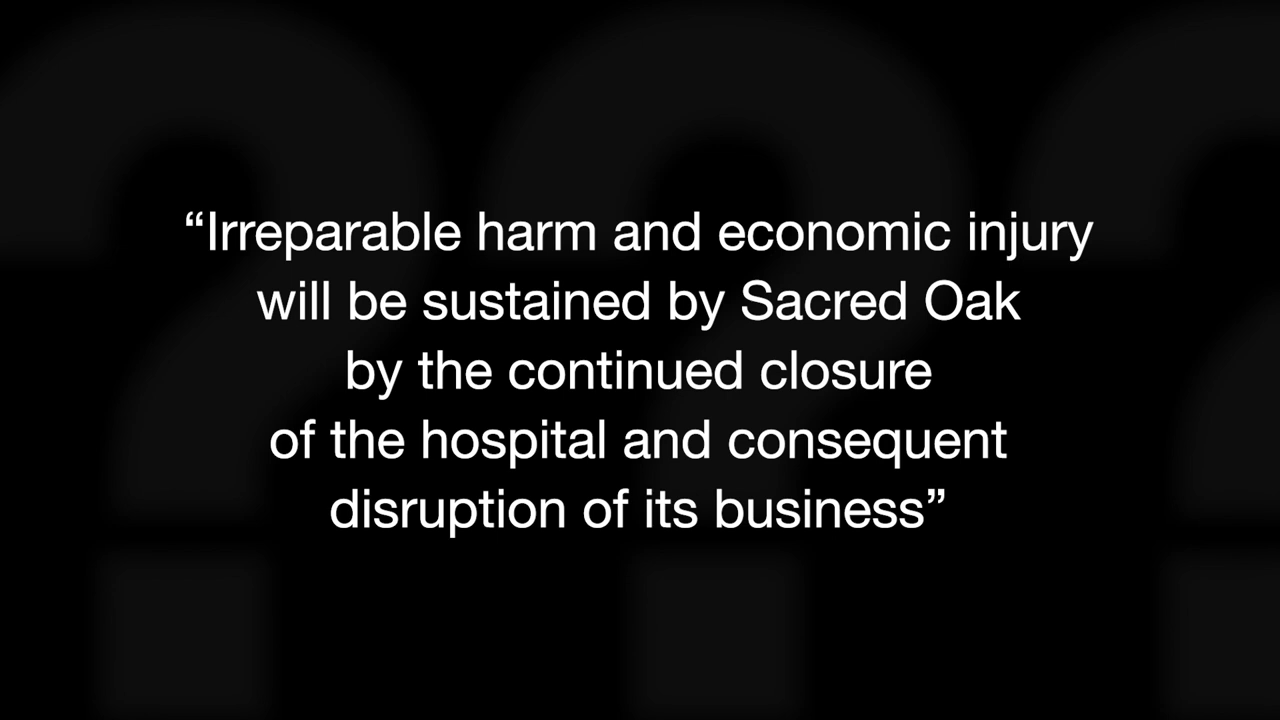 “Irreparable harm and economic injury
will be sustained by Sacred Oak
by the continued closure
of the hospital and consequent
disruption of its business”